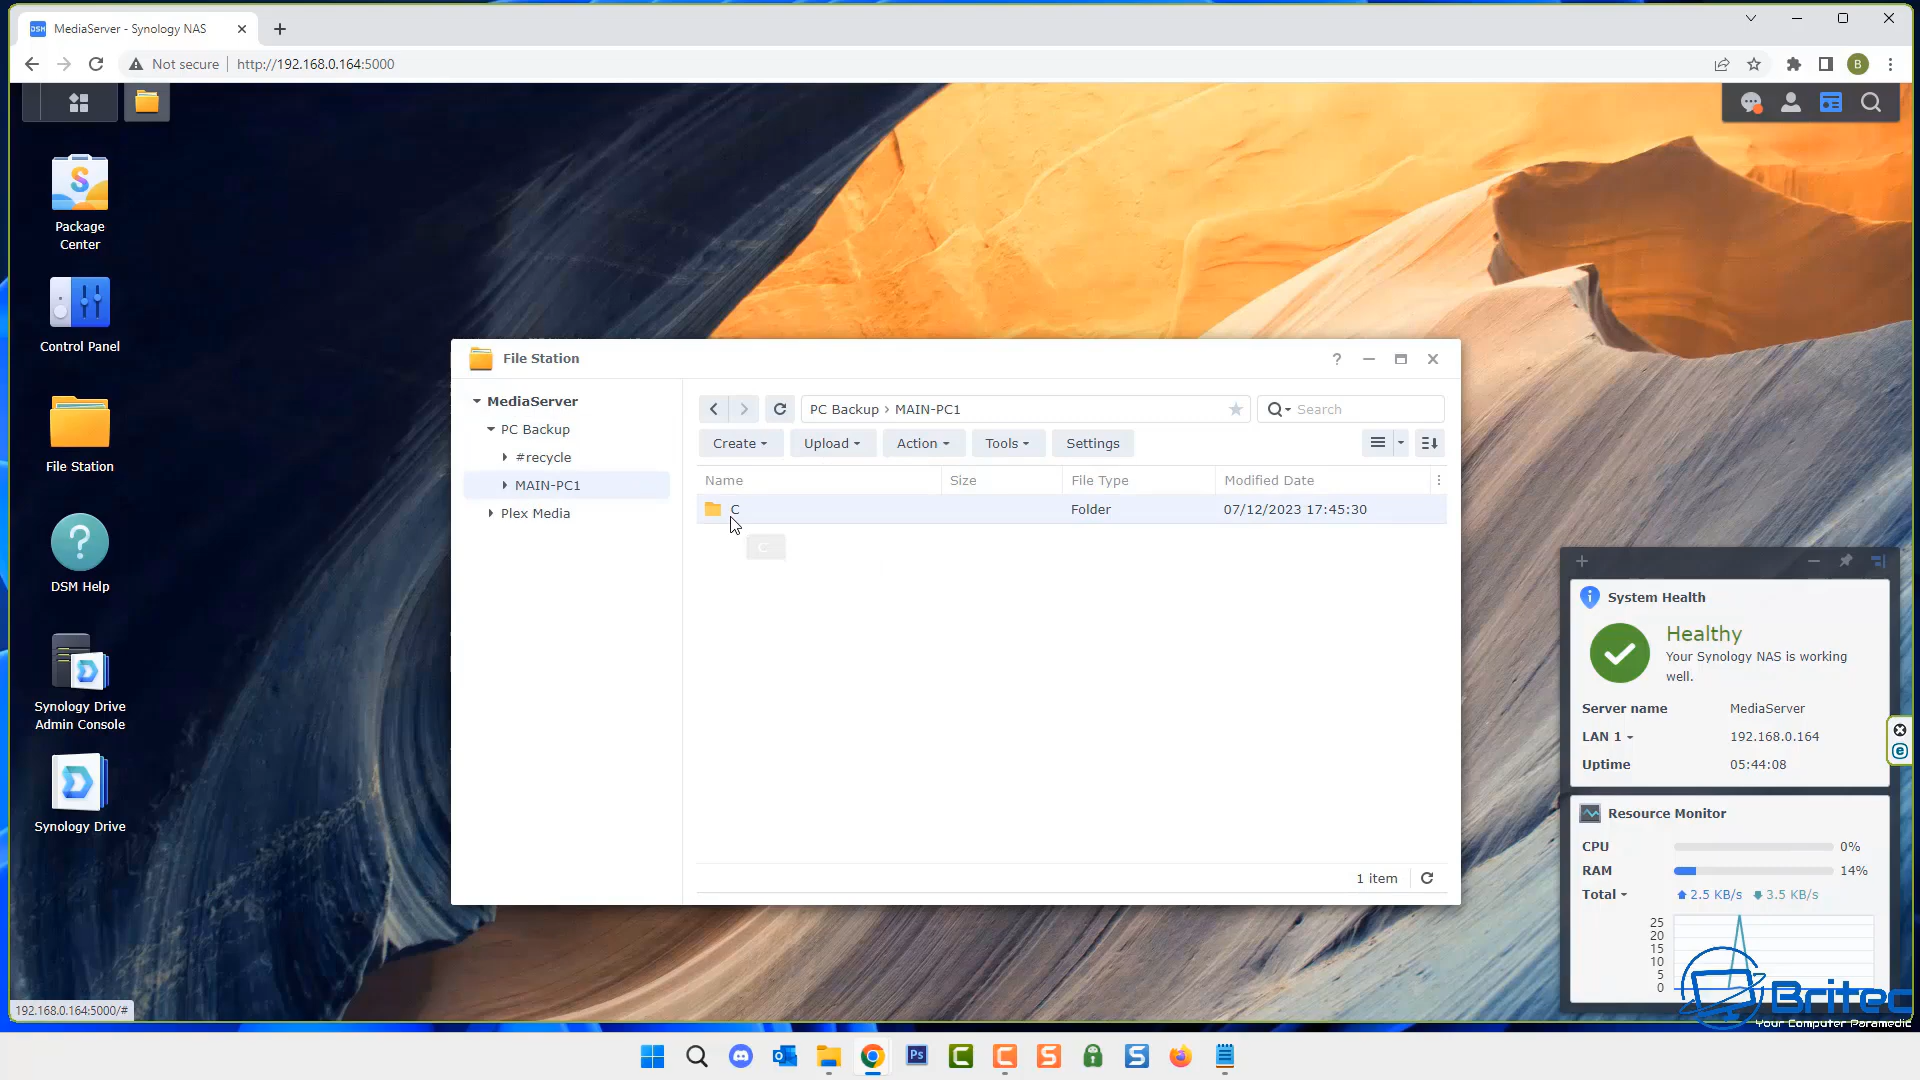 MediaServer - Synology NAS
Not secure
http://192.168.0.164:5000
B
Package
Center
Control Panel
File Station
DSM Help
Synology Drive
Admin Console
Synology Drive
File Station
MediaServer
PC Backup
#recycle
MAIN-PC1
Plex Media
PC Backup › MAIN-PC1
Search
Create
Upload
Action
Tools
Settings
Name
Size
File Type
Modified Date
C
Folder
07/12/2023 17:45:30
C
1 item
System Health
Healthy
Your Synology NAS is working
well.
Server name
MediaServer
LAN 1
192.168.0.164
Uptime
05:44:08
Resource Monitor
CPU
0%
RAM
14%
Total
2.5 KB/s
3.5 KB/s
25
20
15
10
5
0
Britec
Your Computer Paramedic
192.168.0.164:5000/#
Ps